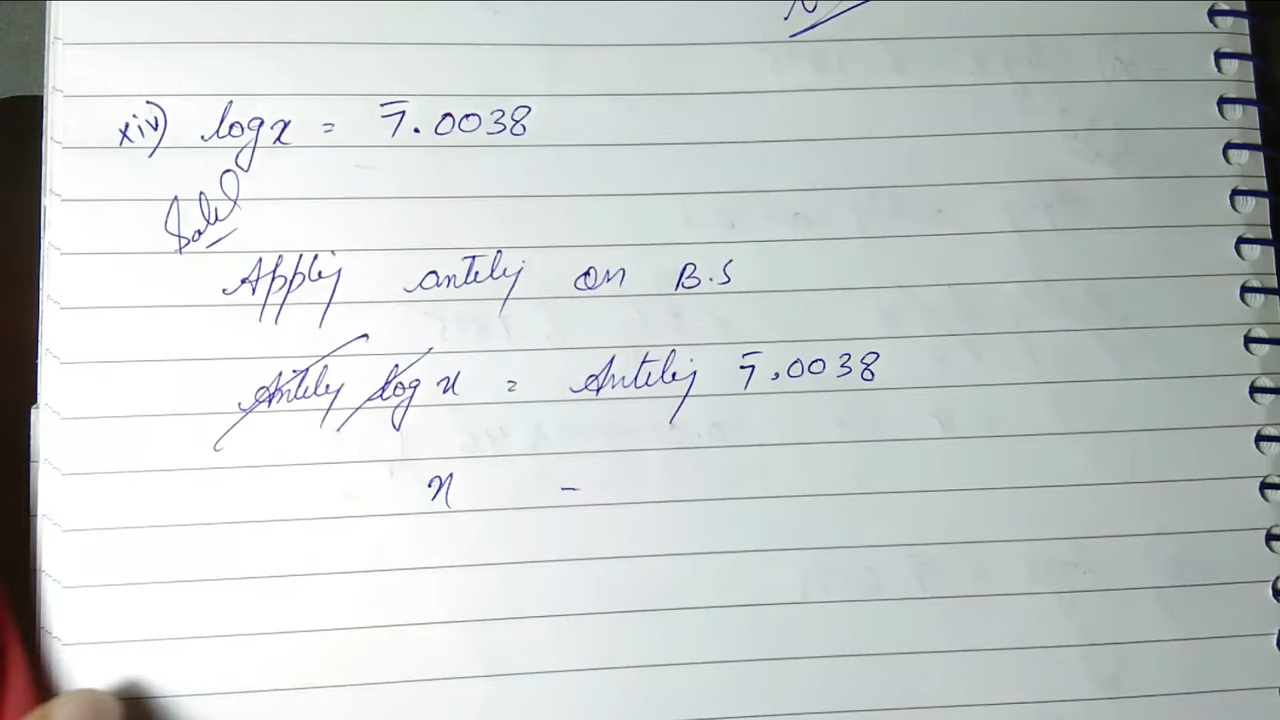 xiv) log x = 7̄.0038
Sol
Apply antilog on B.S
Antilog log x = Antilog 7̄.0038
x =